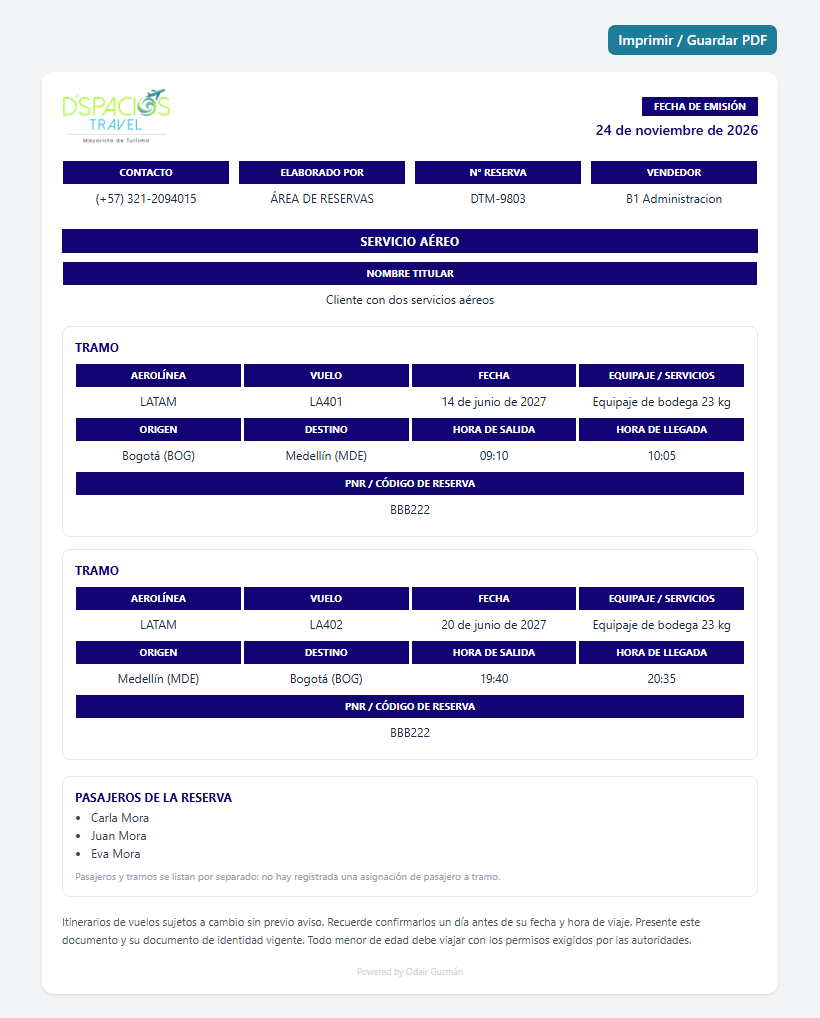 Imprimir / Guardar PDF
D'SPACIOS
TRAVEL
Mayorista de Turismo
FECHA DE EMISIÓN
24 de noviembre de 2026
CONTACTO ELABORADO POR N° RESERVA VENDEDOR
(+57) 321-2094015 ÁREA DE RESERVAS DTM-9803 B1 Administracion
SERVICIO AÉREO
NOMBRE TITULAR
Cliente con dos servicios aéreos
TRAMO
AEROLÍNEA VUELO FECHA EQUIPAJE / SERVICIOS
LATAM LA401 14 de junio de 2027 Equipaje de bodega 23 kg
ORIGEN DESTINO HORA DE SALIDA HORA DE LLEGADA
Bogotá (BOG) Medellín (MDE) 09:10 10:05
PNR / CÓDIGO DE RESERVA
BBB222
TRAMO
AEROLÍNEA VUELO FECHA EQUIPAJE / SERVICIOS
LATAM LA402 20 de junio de 2027 Equipaje de bodega 23 kg
ORIGEN DESTINO HORA DE SALIDA HORA DE LLEGADA
Medellín (MDE) Bogotá (BOG) 19:40 20:35
PNR / CÓDIGO DE RESERVA
BBB222
PASAJEROS DE LA RESERVA
• Carla Mora
• Juan Mora
• Eva Mora
Pasajeros y tramos se listan por separado: no hay registrada una asignación de pasajero a tramo.
Itinerarios de vuelos sujetos a cambio sin previo aviso. Recuerde confirmarlos un día antes de su fecha y hora de viaje. Presente este
documento y su documento de identidad vigente. Todo menor de edad debe viajar con los permisos exigidos por las autoridades.
Powered by Odair Guzmán